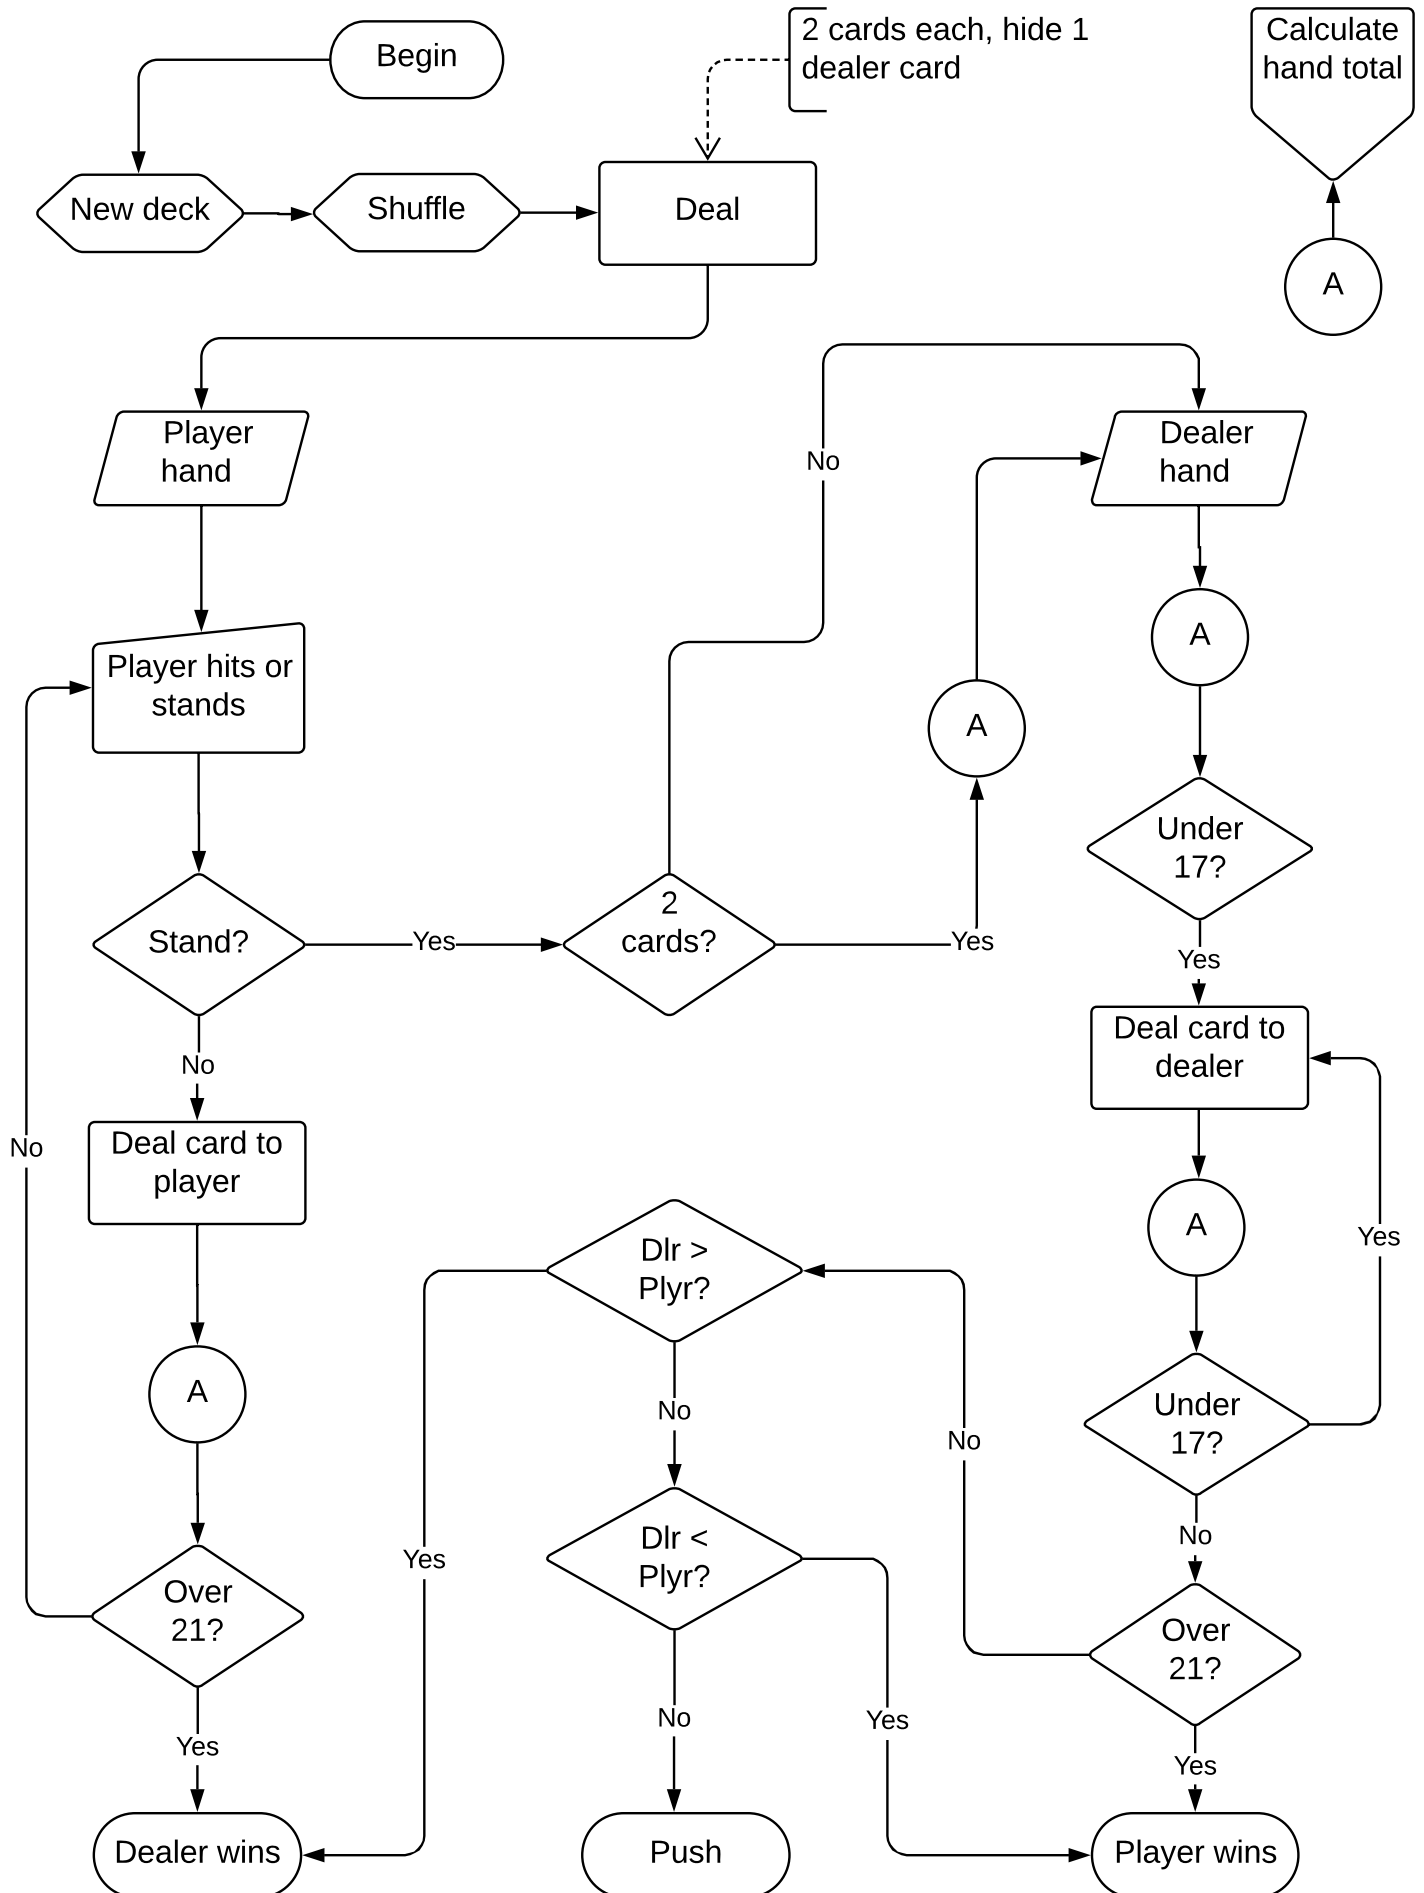 Begin
2 cards each, hide 1
dealer card
Calculate
hand total
New deck
Shuffle
Deal
A
Player
hand
No
Dealer
hand
A
Player hits or
stands
A
Under
17?
Stand?
Yes
2
cards?
Yes
Yes
No
Deal card to
dealer
No
Deal card to
player
A
Yes
Dlr >
Plyr?
A
No
No
Under
17?
Over
21?
Yes
Dlr <
Plyr?
No
Over
21?
Yes
No
Yes
Yes
Dealer wins
Push
Player wins